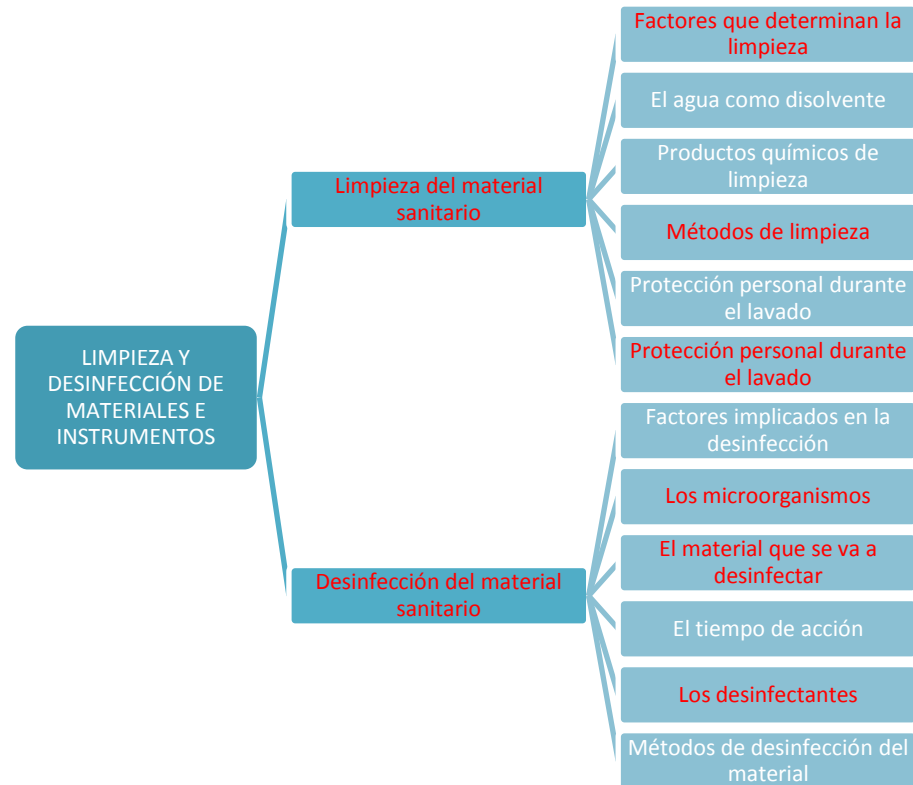 LIMPIEZA Y
DESINFECCIÓN DE
MATERIALES E
INSTRUMENTOS
Limpieza del material
sanitario
Factores que determinan la
limpieza
El agua como disolvente
Productos químicos de
limpieza
Métodos de limpieza
Protección personal durante
el lavado
Protección personal durante
el lavado
Desinfección del material
sanitario
Factores implicados en la
desinfección
Los microorganismos
El material que se va a
desinfectar
El tiempo de acción
Los desinfectantes
Métodos de desinfección del
material